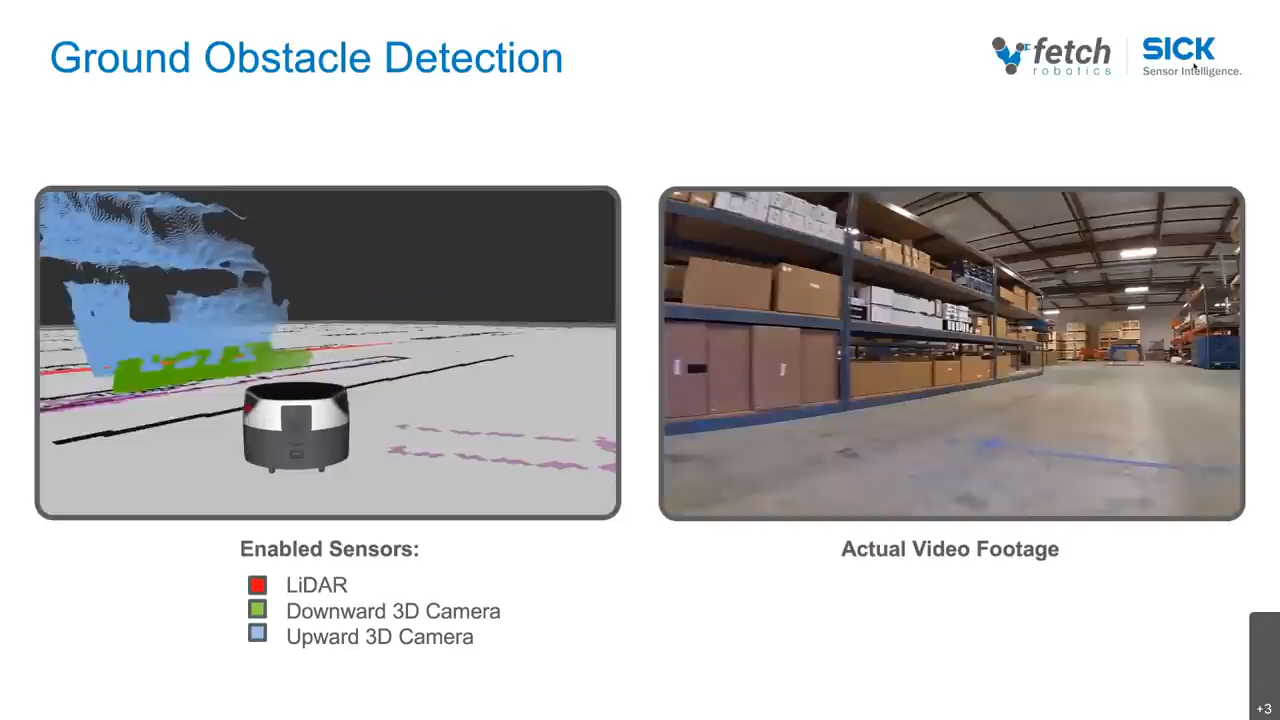 Ground Obstacle Detection
fetch
robotics
SICK
Sensor Intelligence.
Enabled Sensors:
LiDAR
Downward 3D Camera
Upward 3D Camera
Actual Video Footage
+3